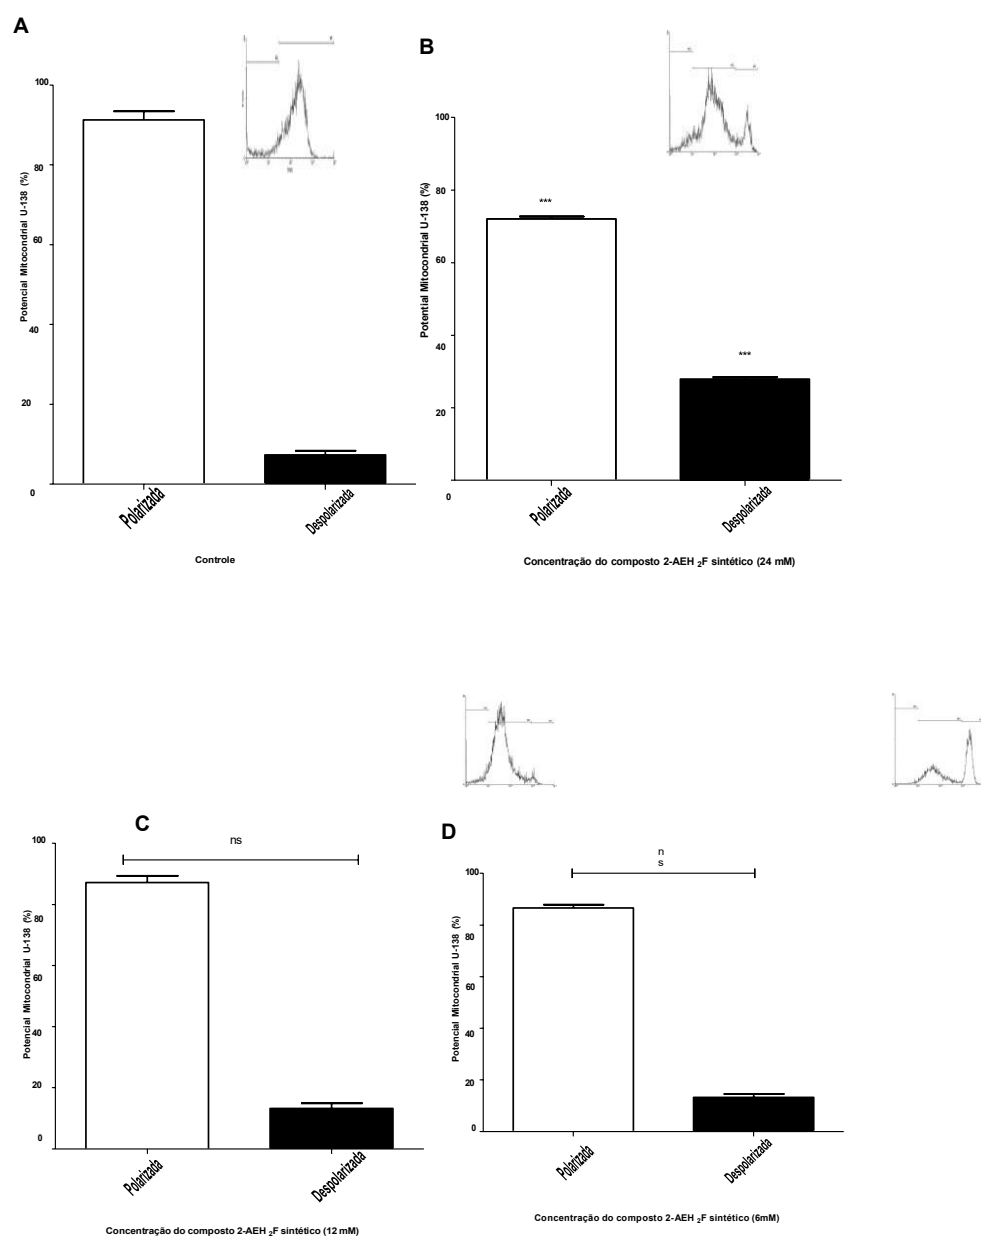 A
Potencial Mitocondrial U-138 (%)
100
80
60
40
20
0
Polarizada
Despolarizada
Controle
B
Potential Mitocondrial U-138 (%)
100
80
60
40
20
0
***
***
Polarizada
Despolarizada
Concentração do composto 2-AEH 2F sintético (24 mM)
C
ns
Potencial Mitocondrial U-138 (%)
100
80
60
40
20
0
Polarizada
Despolarizada
Concentração do composto 2-AEH 2F sintético (12 mM)
D
n
s
Potencial Mitocondrial U-138 (%)
100
80
60
40
20
0
Polarizada
Despolarizada
Concentração do composto 2-AEH 2F sintético (6mM)